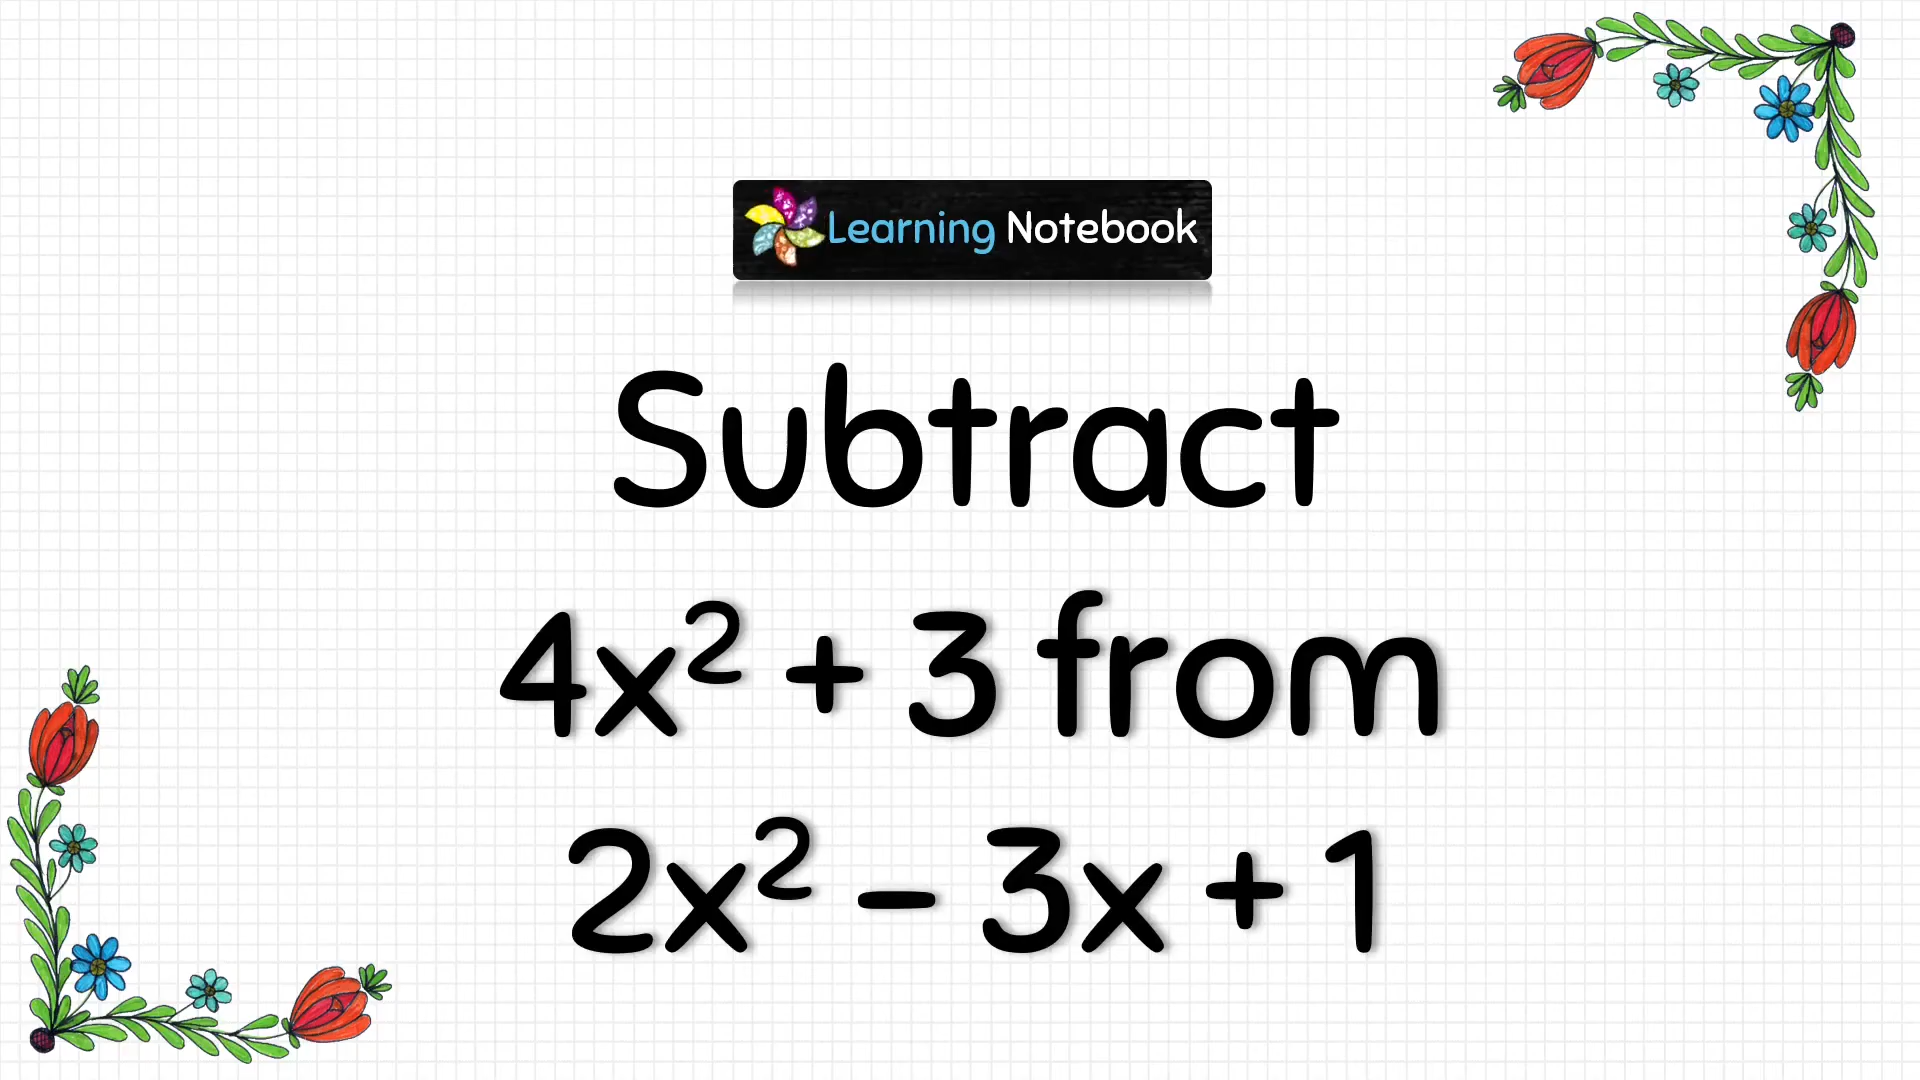 Learning Notebook
Subtract
4x² + 3 from
2x² – 3x + 1